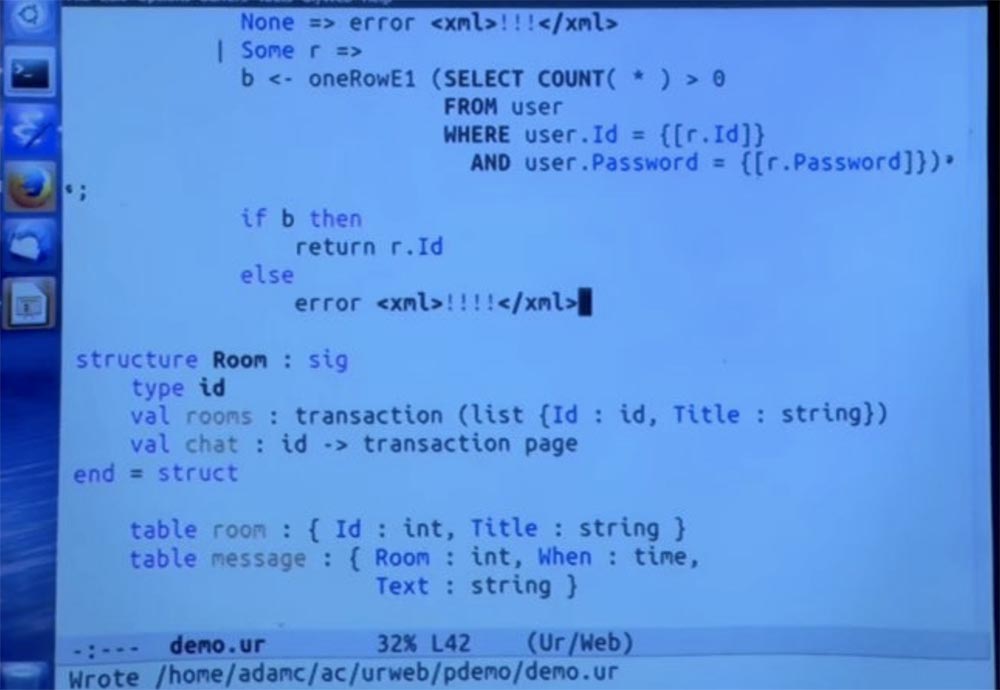 None => error <xml>!!!</xml>
| Some r =>
b <- oneRowE1 (SELECT COUNT( * ) > 0
FROM user
WHERE user.Id = {[r.Id]}
AND user.Password = {[r.Password]})
;
if b then
return r.Id
else
error <xml>!!!!</xml>
structure Room : sig
type id
val rooms : transaction (list {Id : id, Title : string})
val chat : id -> transaction page
end = struct
table room : { Id : int, Title : string }
table message : { Room : int, When : time,
Text : string }
-:--- demo.ur 32% L42 (Ur/Web)
Wrote /home/adamc/ac/urweb/pdemo/demo.ur